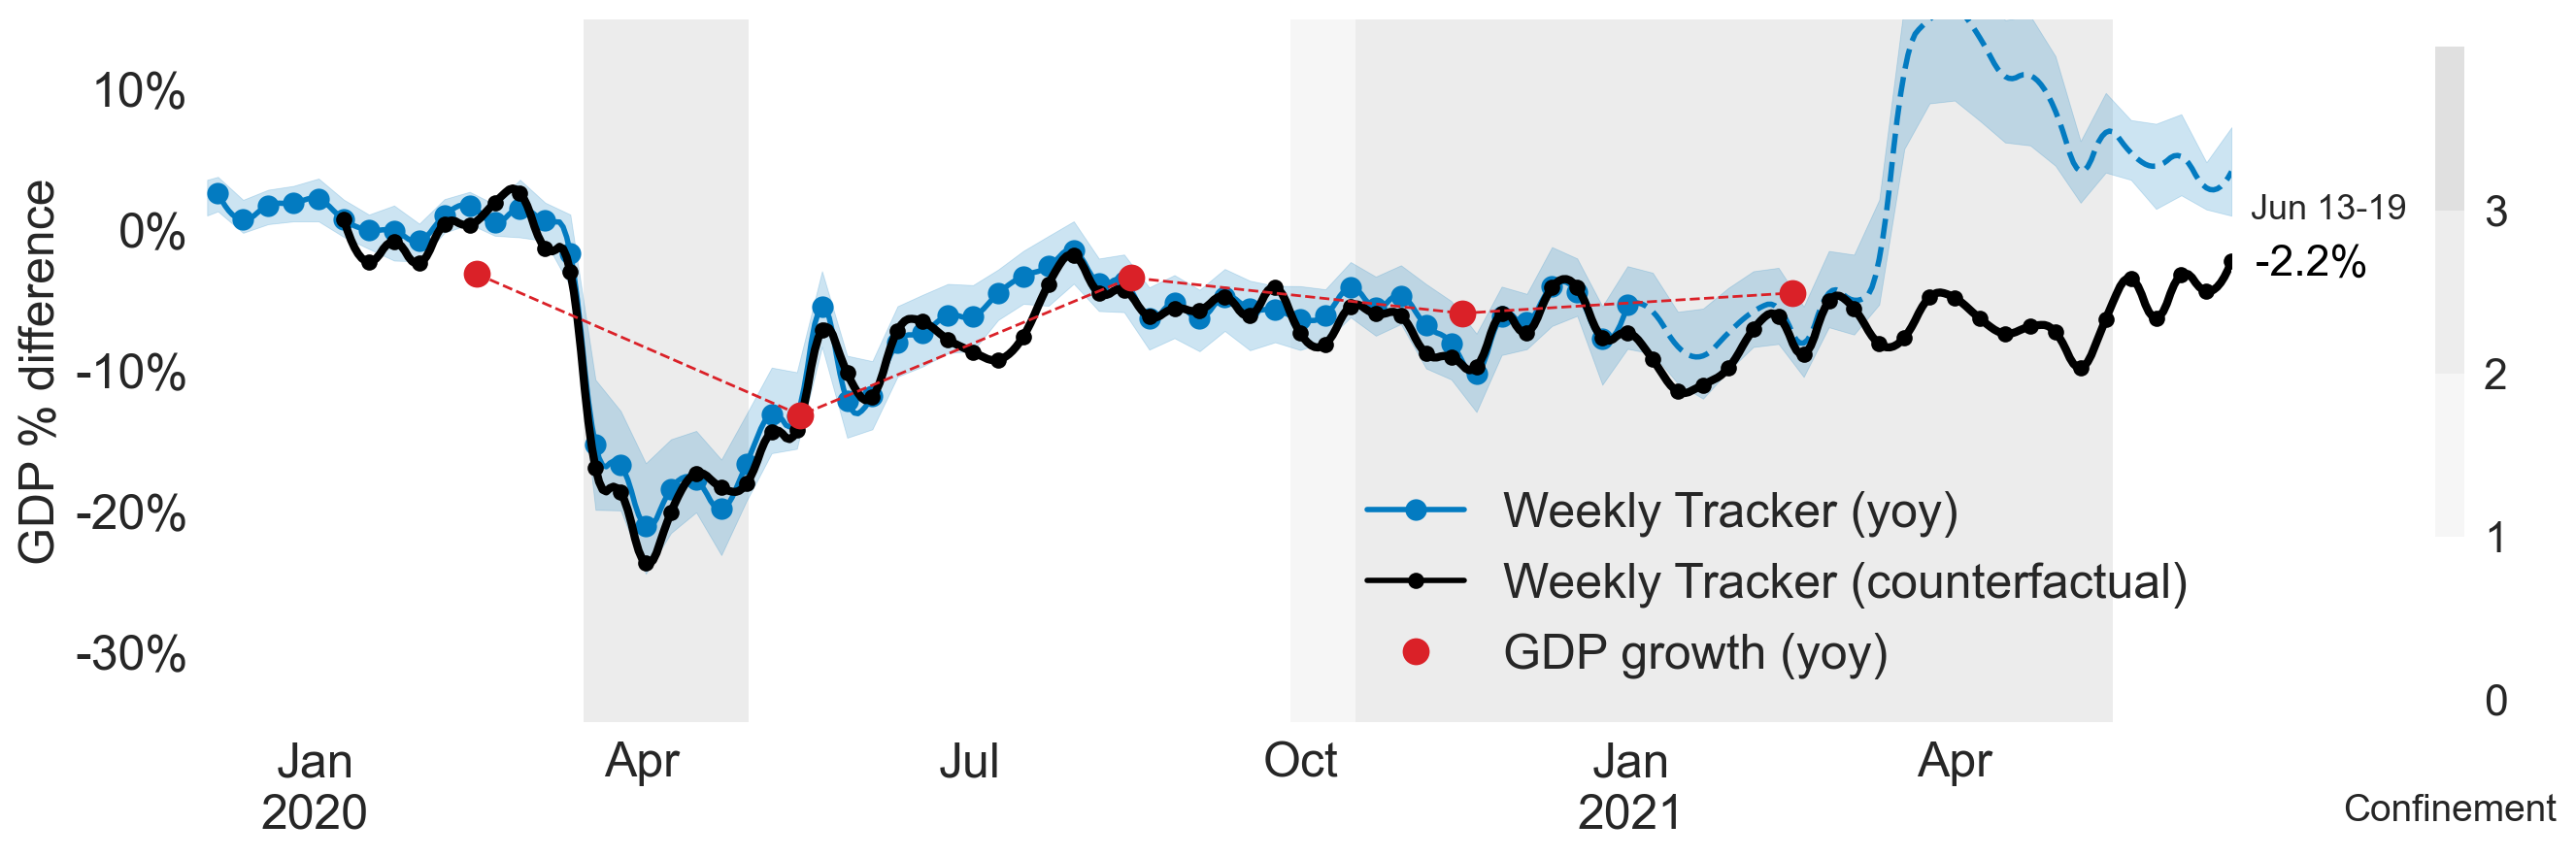 GDP % difference
10%
0%
-10%
-20%
-30%
Jan
2020
Apr
Jul
Oct
Jan
2021
Apr
Weekly Tracker (yoy)
Weekly Tracker (counterfactual)
GDP growth (yoy)
Jun 13-19
-2.2%
3
2
1
0
Confinement